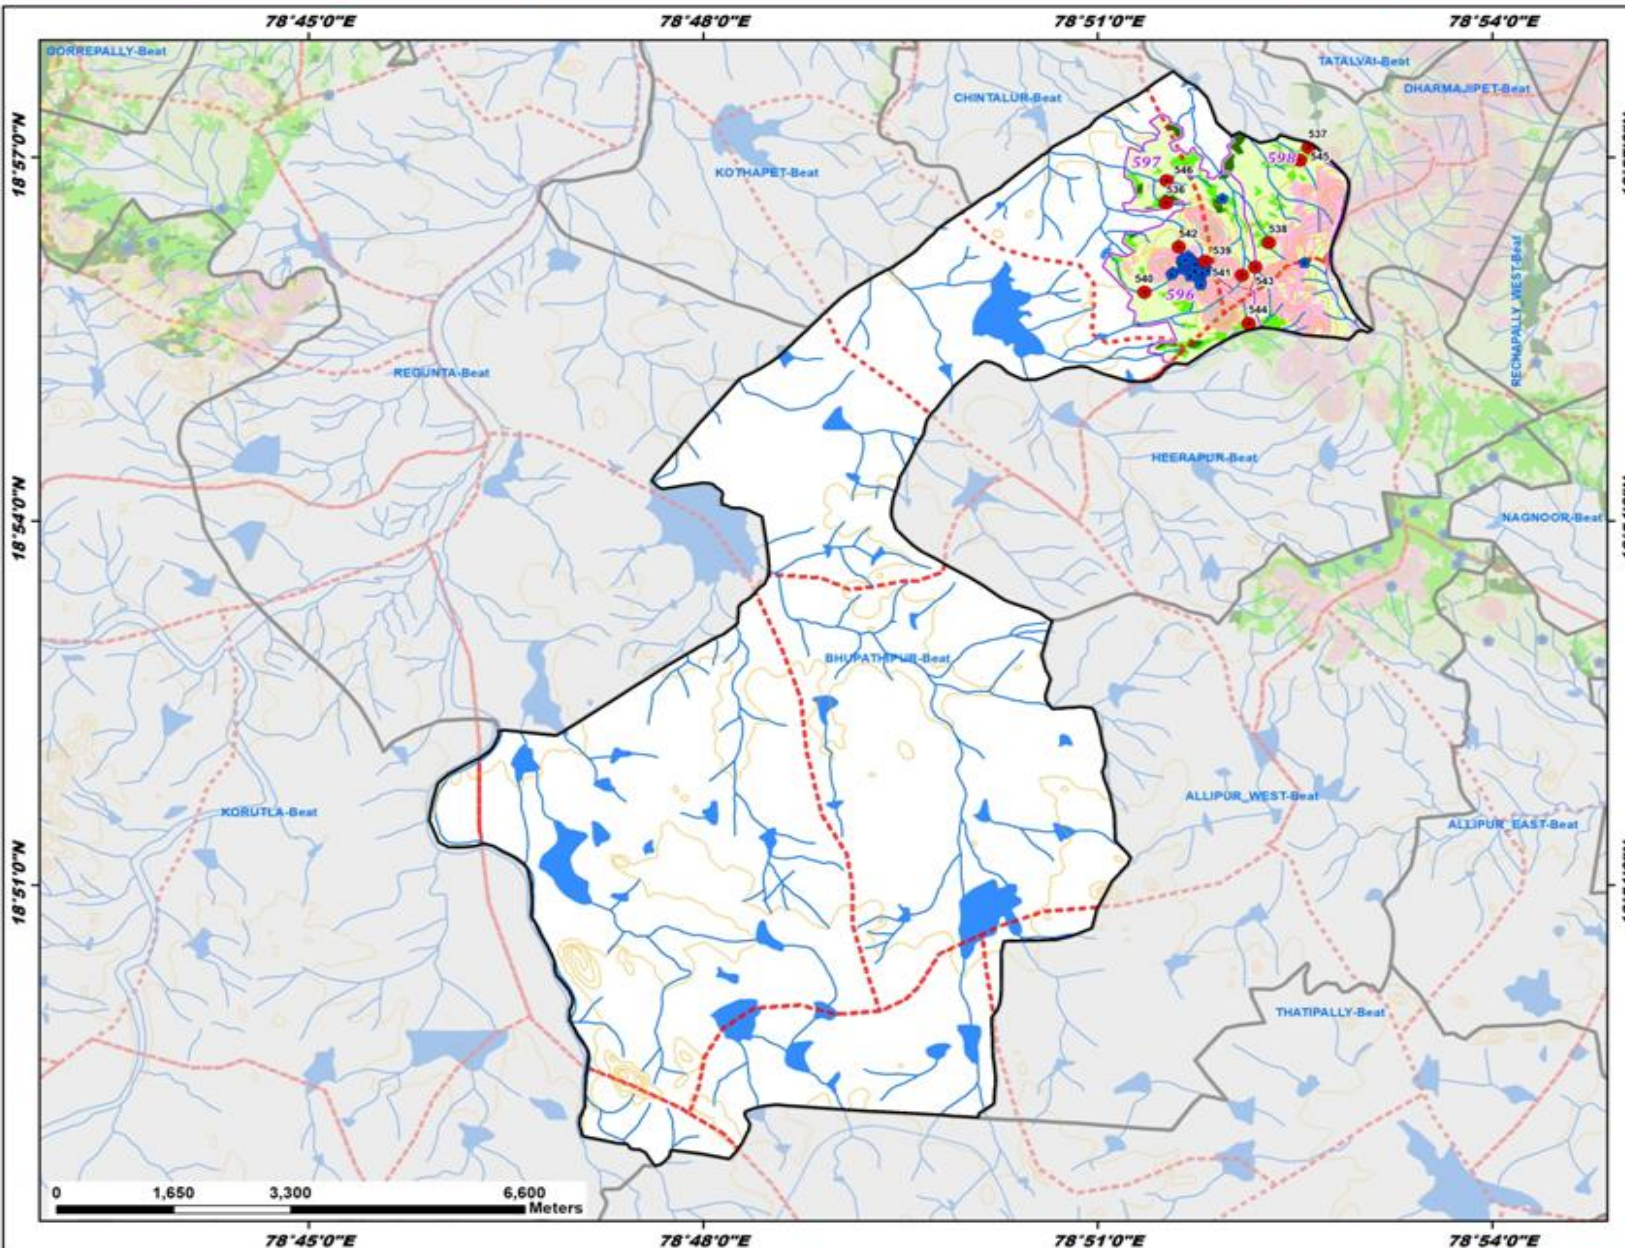 78°45'0"E
78°48'0"E
78°51'0"E
78°54'0"E
GORREPALLY-Beat
TATALVAI-Beat
DHARMAJIPET-Beat
CHINTALUR-Beat
18°57'0"N
537
597
598
545
KOTHAPET-Beat
546
536
538
542
539
RECHAPALLY_WEST-Beat
540
541
543
596
544
REGUNTA-Beat
HEERAPUR-Beat
18°54'0"N
NAGNOOR-Beat
BHUPATHIPUR-Beat
ALLIPUR_WEST-Beat
KORUTLA-Beat
ALLIPUR_EAST-Beat
18°51'0"N
THATIPALLY-Beat
0
1,650
3,300
6,600
Meters
78°45'0"E
78°48'0"E
78°51'0"E
78°54'0"E